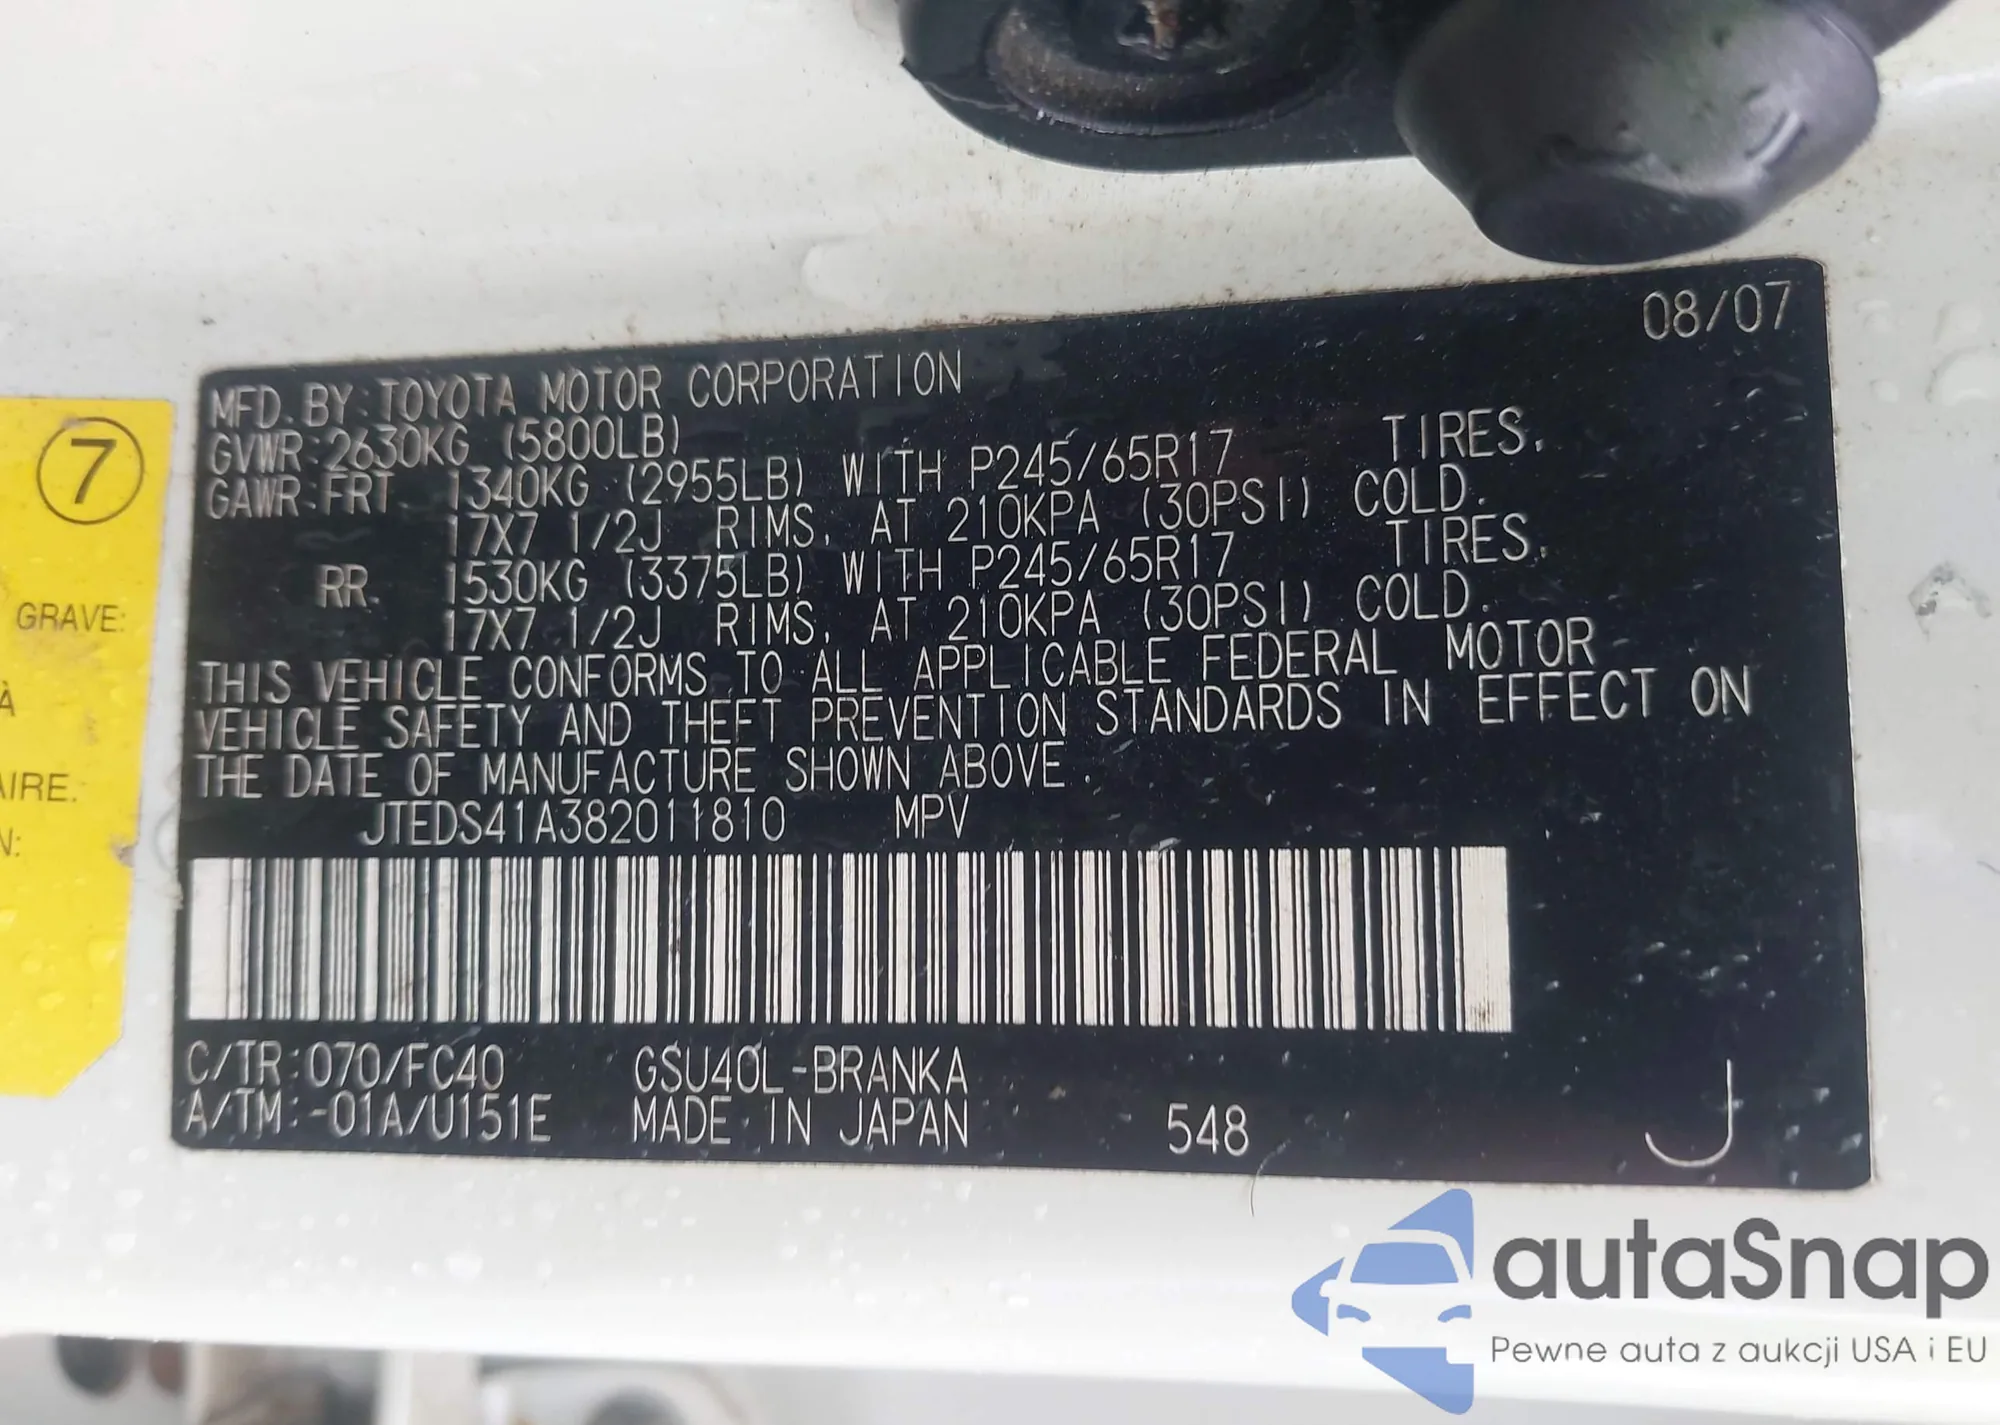 7
GRAVE:
À
AIRE.
N:
08/07
MFD. BY:TOYOTA MOTOR CORPORATION
GVWR:2630KG (5800LB)
GAWR:FRT. 1340KG (2955LB) WITH P245/65R17 TIRES,
17X7 1/2J RIMS, AT 210KPA (30PSI) COLD.
RR. 1530KG (3375LB) WITH P245/65R17 TIRES,
17X7 1/2J RIMS, AT 210KPA (30PSI) COLD.
THIS VEHICLE CONFORMS TO ALL APPLICABLE FEDERAL MOTOR
VEHICLE SAFETY AND THEFT PREVENTION STANDARDS IN EFFECT ON
THE DATE OF MANUFACTURE SHOWN ABOVE.
JTEDS41A382011810 MPV
C/TR:070/FC40 GSU40L-BRANKA
A/TM:-01A/U151E MADE IN JAPAN 548 J
autaSnap
Pewne auta z aukcji USA i EU